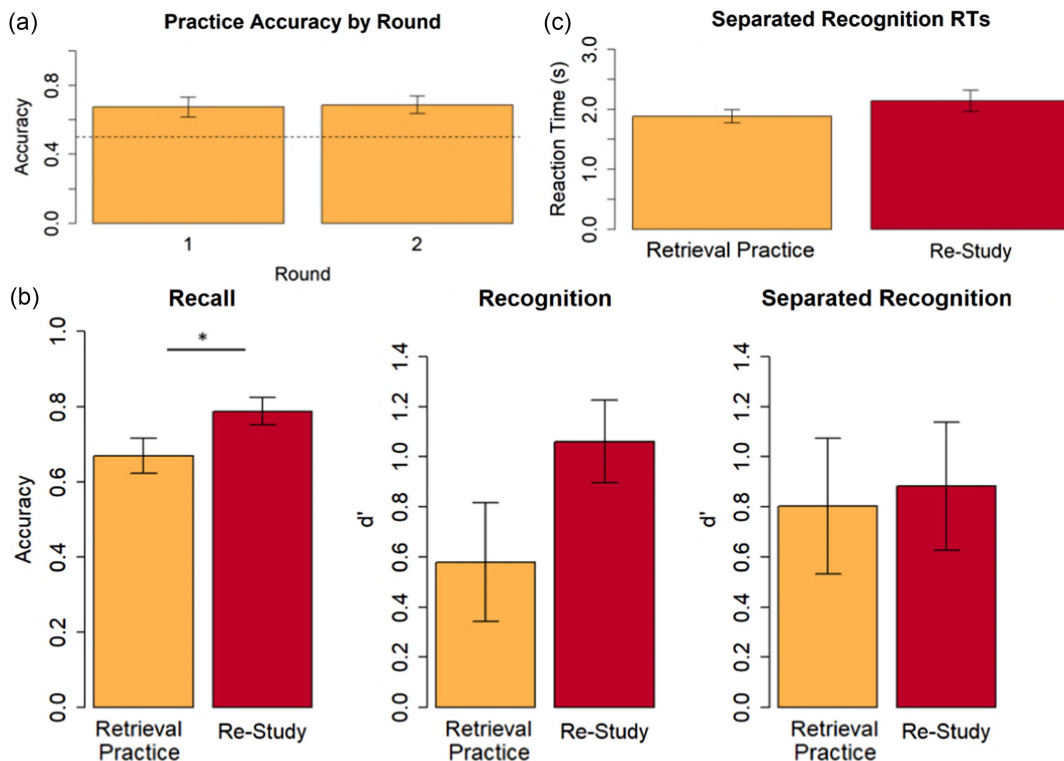 (a)
Practice Accuracy by Round
Accuracy
0.0
0.4
0.8
1
2
Round
(c)
Separated Recognition RTs
Reaction Time (s)
0.0
1.0
2.0
3.0
Retrieval Practice
Re-Study
(b)
Recall
*
Accuracy
0.0
0.2
0.4
0.6
0.8
1.0
Retrieval
Practice
Re-Study
Recognition
d'
0.0
0.2
0.4
0.6
0.8
1.0
1.2
1.4
Retrieval
Practice
Re-Study
Separated Recognition
d'
0.0
0.2
0.4
0.6
0.8
1.0
1.2
1.4
Retrieval
Practice
Re-Study